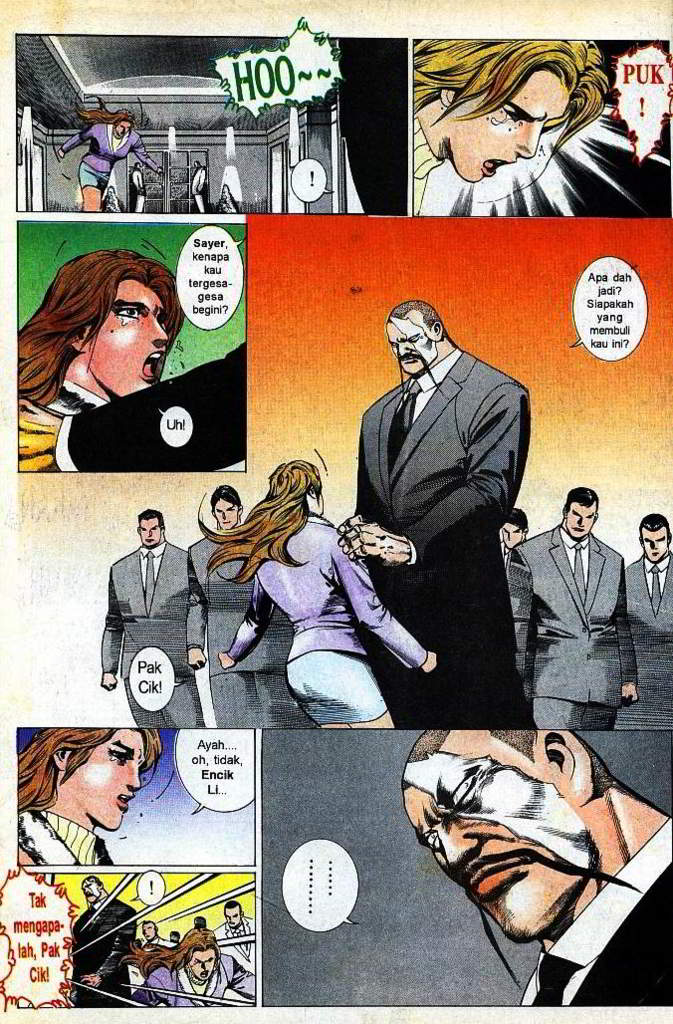 HOO~~
!
PUK
!
Sayer,
kenapa
kau
tergesa-
gesa
begini?
Uh!
Apa dah
jadi?
Siapakah
yang
membuli
kau ini?
Pak
Cik!
Ayah....
oh, tidak,
Encik
Li...
!
Tak
mengapa-
lah, Pak
Cik!
......
......